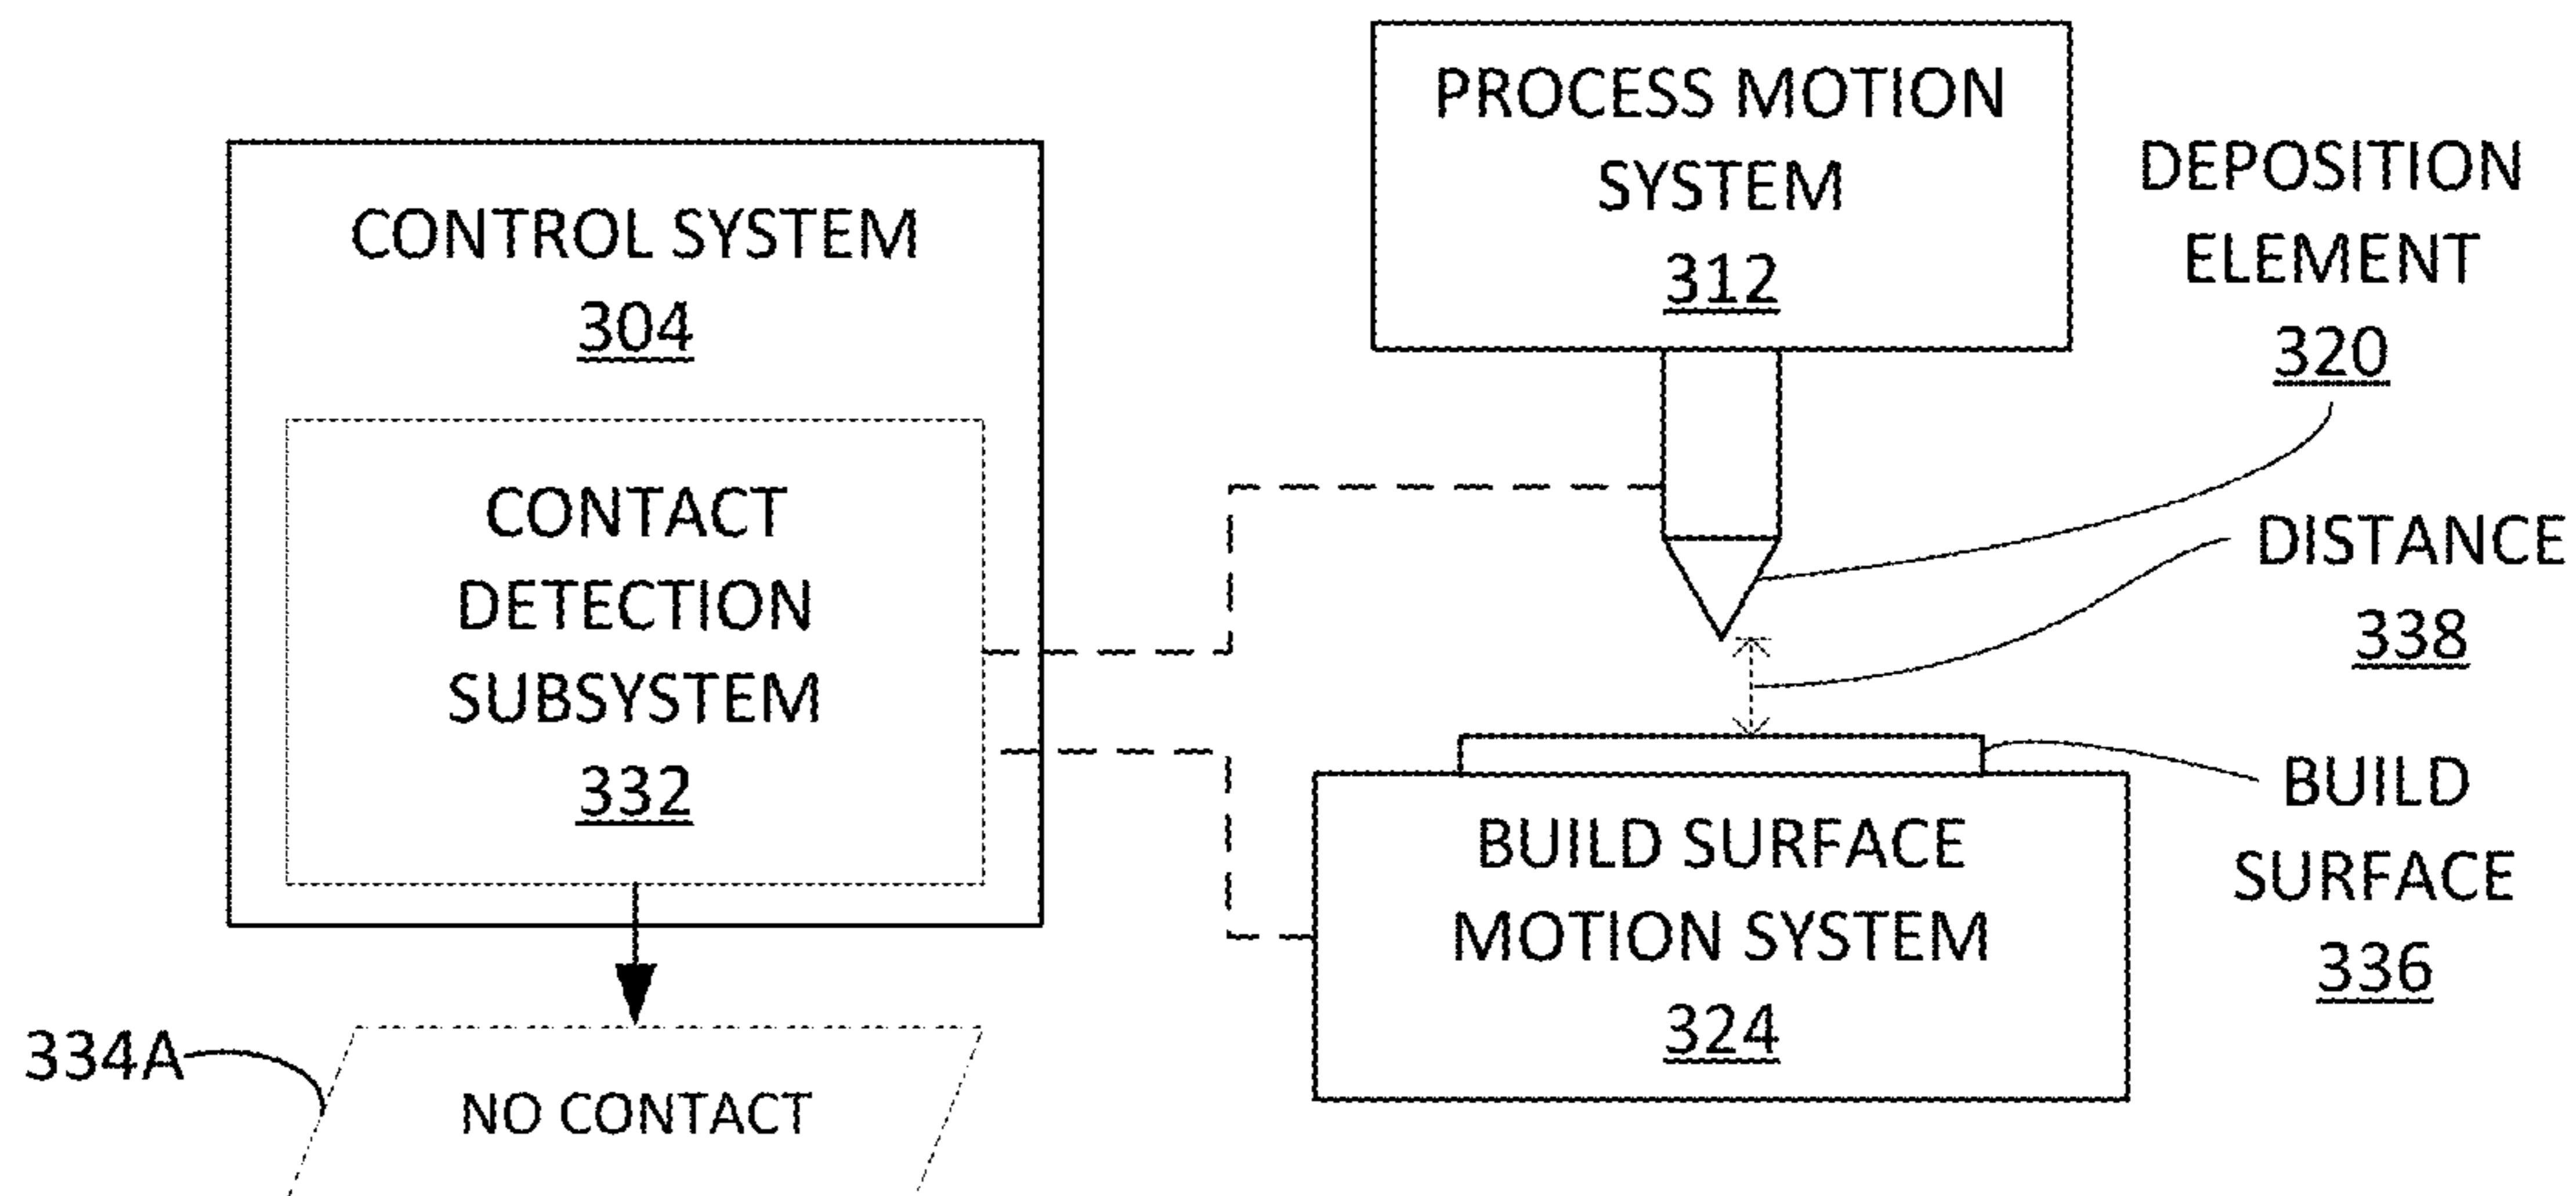 CONTROL SYSTEM
304
CONTACT
DETECTION
SUBSYSTEM
332
334A
NO CONTACT
PROCESS MOTION
SYSTEM
312
DEPOSITION
ELEMENT
320
DISTANCE
338
BUILD
SURFACE
336
BUILD SURFACE
MOTION SYSTEM
324